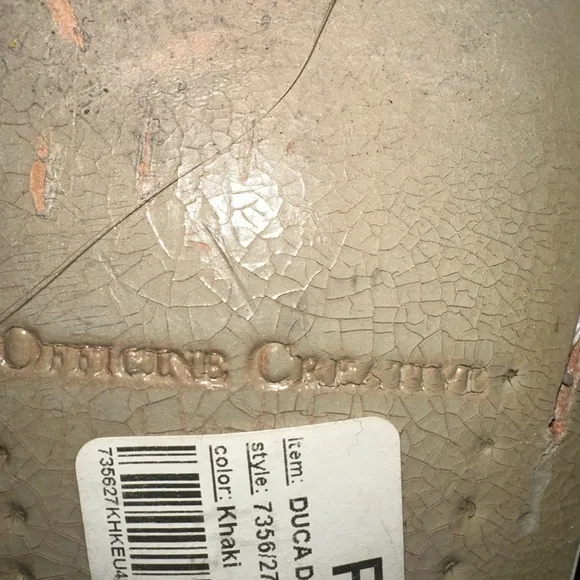 OFFICINE CREATIVE
Item: DUCA D
style: 7356/27
color: Khaki
735627KHKEU4